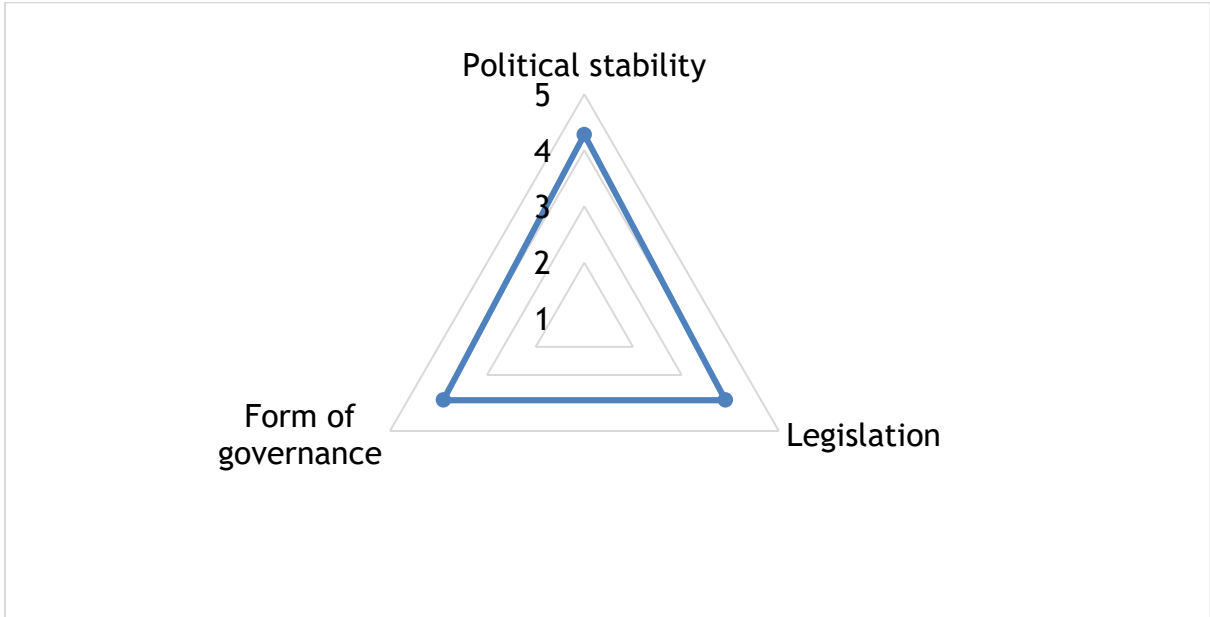 Political stability
5
4
3
2
1
Form of
governance
Legislation